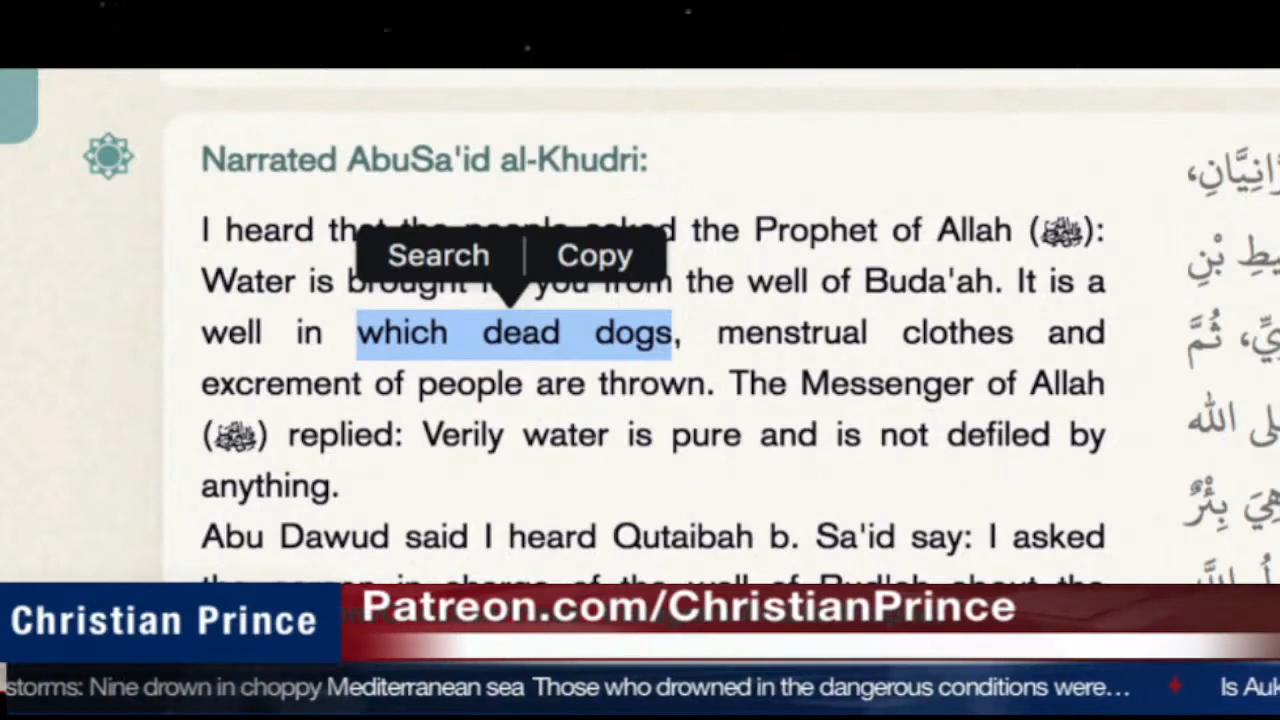 Narrated AbuSa'id al-Khudri:
I heard the Prophet of Allah (ﷺ):
Search Copy
Water is the well of Buda'ah. It is a
well in which dead dogs, menstrual clothes and
excrement of people are thrown. The Messenger of Allah
(ﷺ) replied: Verily water is pure and is not defiled by
anything.
Abu Dawud said I heard Qutaibah b. Sa'id say: I asked
Christian Prince
Patreon.com/ChristianPrince
storms: Nine drown in choppy Mediterranean sea Those who drowned in the dangerous conditions were… Is Auk